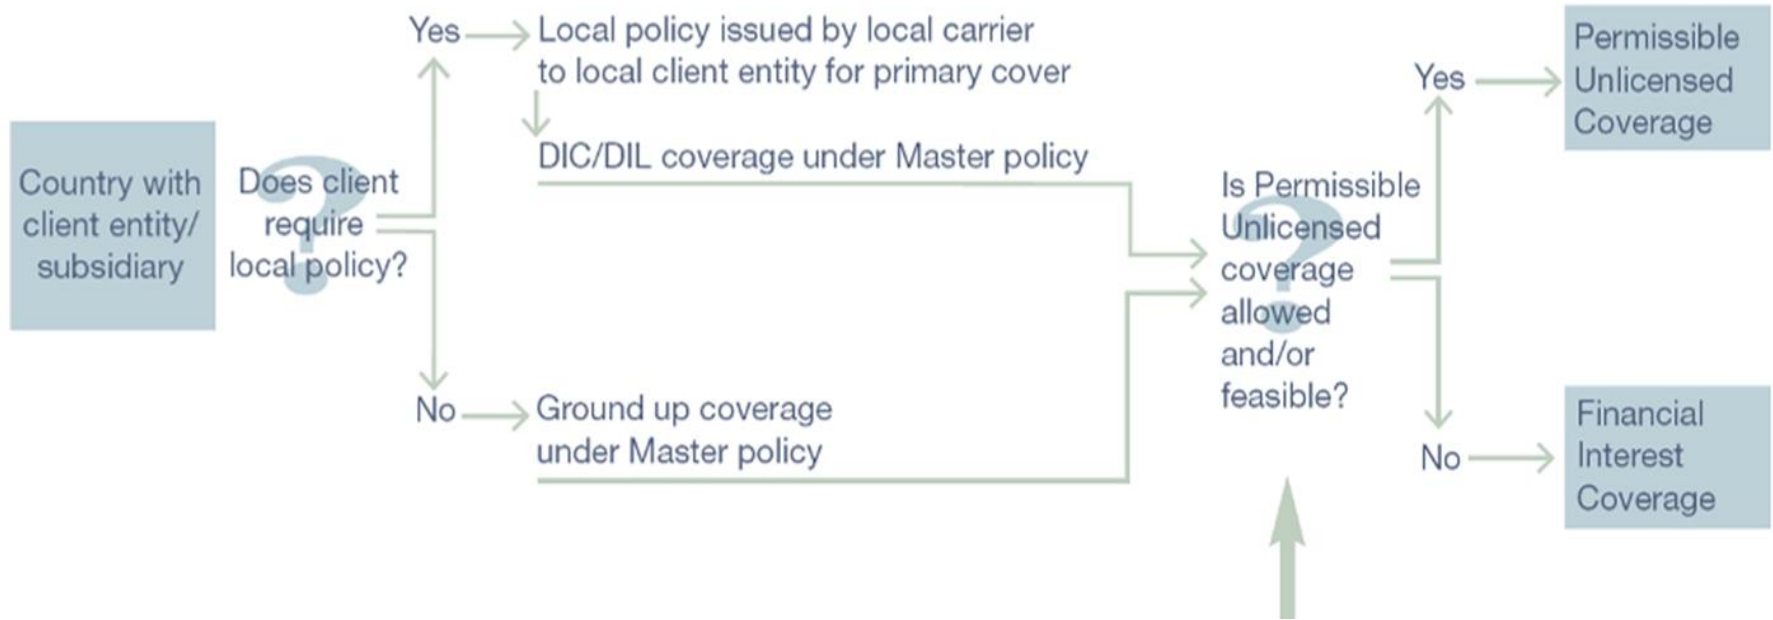 Country with
client entity/
subsidiary
Does client
require
local policy?
Yes
Local policy issued by local carrier
to local client entity for primary cover
DIC/DIL coverage under Master policy
No
Ground up coverage
under Master policy
Is Permissible
Unlicensed
coverage
allowed
and/or
feasible?
Yes
Permissible
Unlicensed
Coverage
No
Financial
Interest
Coverage